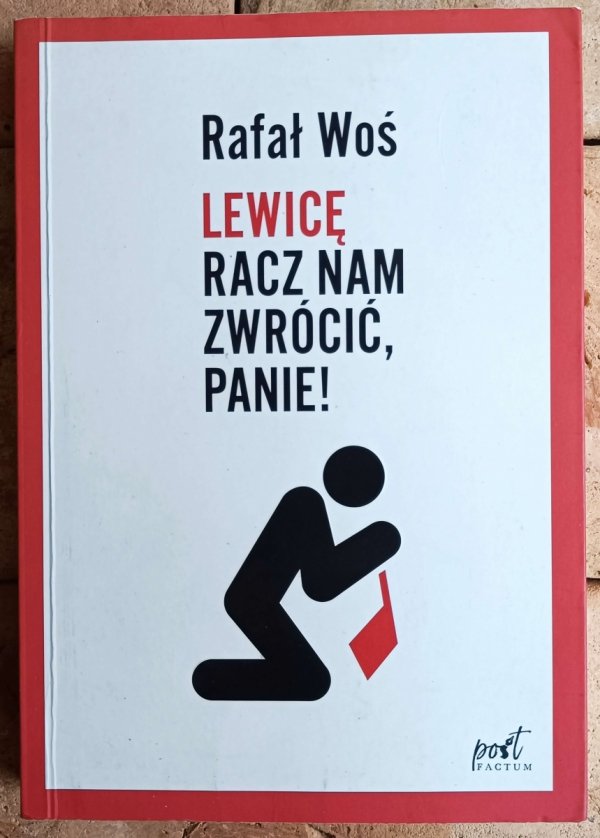 Rafał Woś
LEWICĘ
RACZ NAM
ZWRÓCIĆ,
PANIE!
post
FACTUM